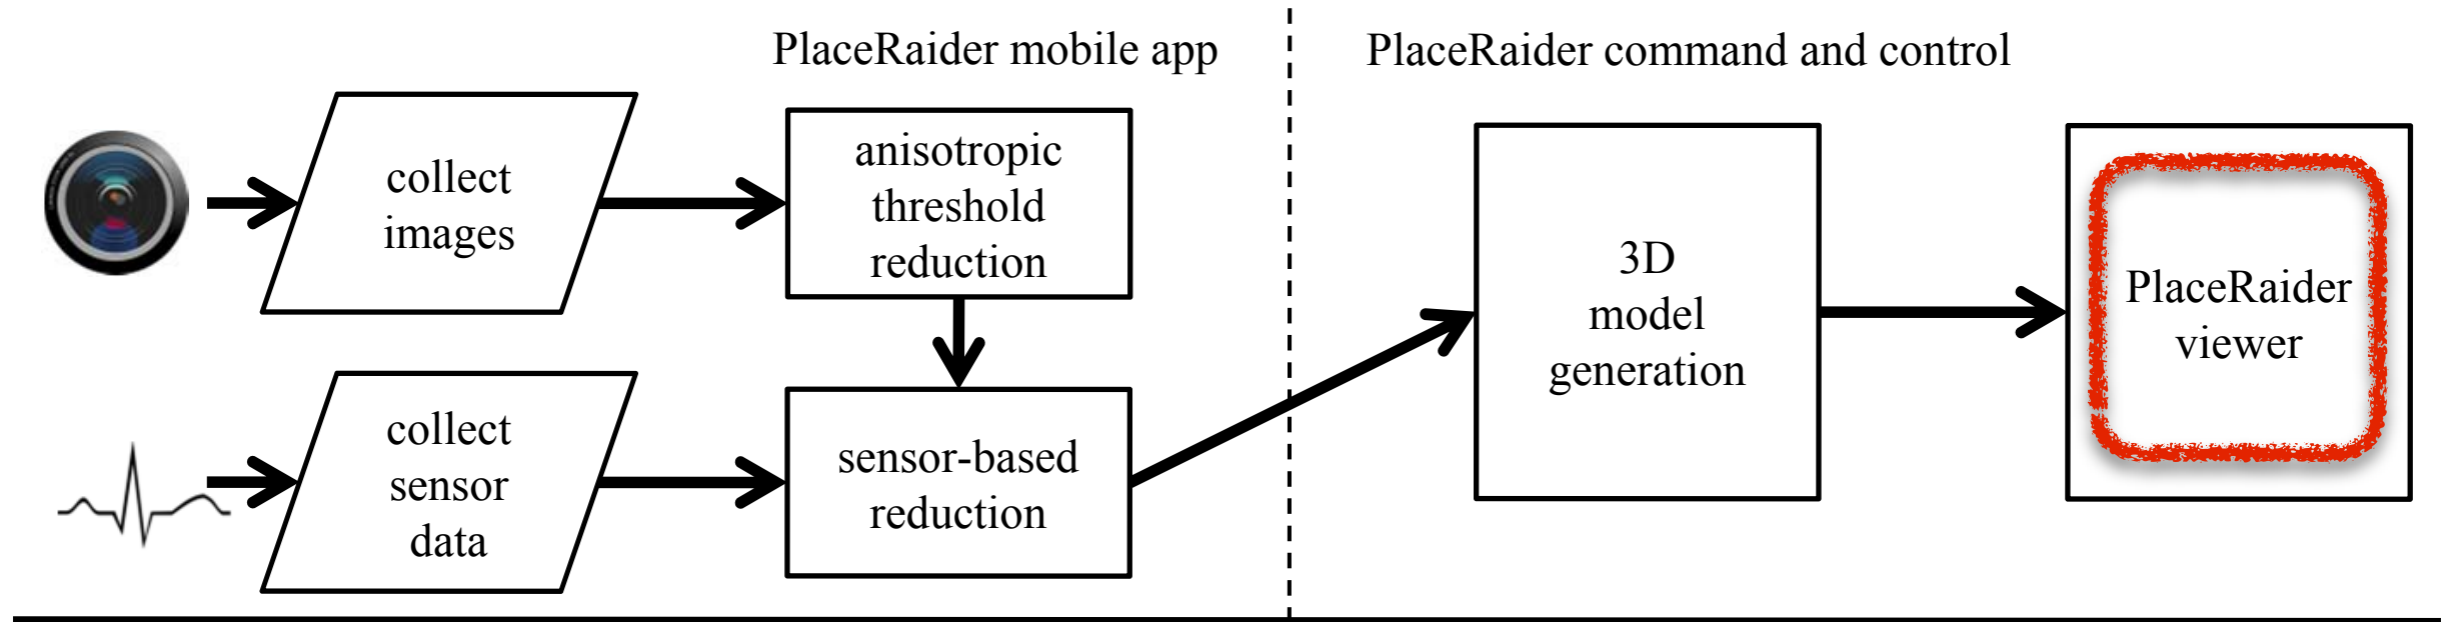 PlaceRaider mobile app
PlaceRaider command and control
collect
images
anisotropic
threshold
reduction
collect
sensor
data
sensor-based
reduction
3D
model
generation
PlaceRaider
viewer